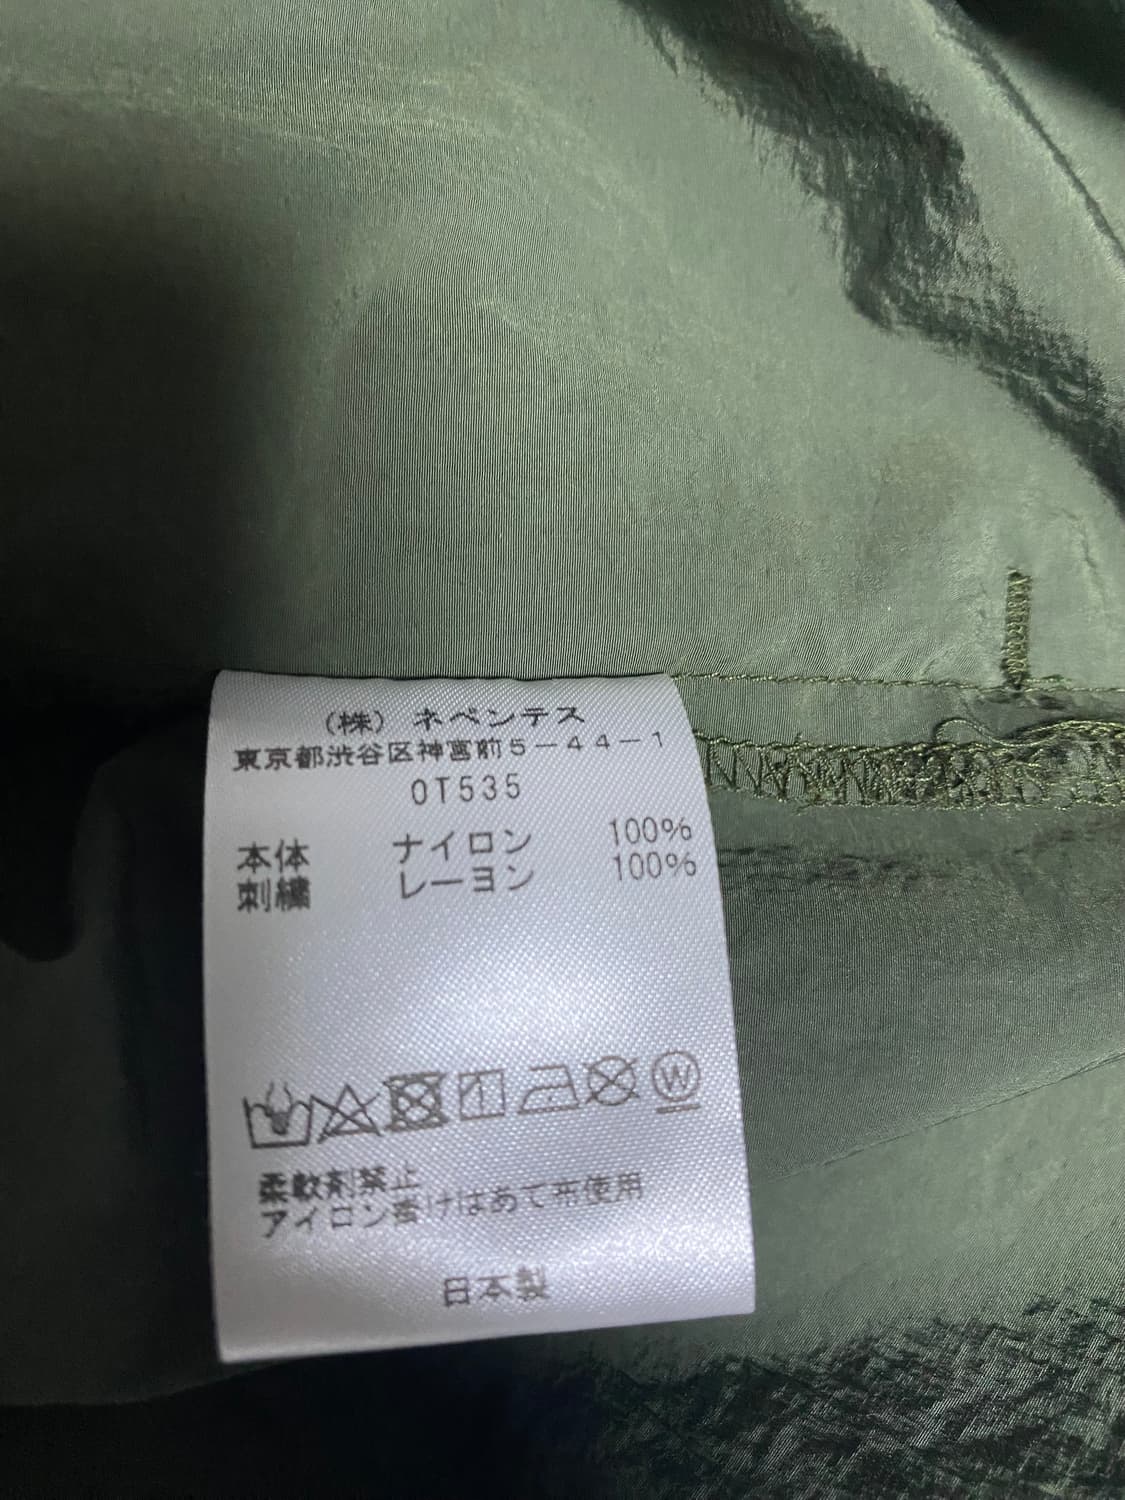 (株) ネペンテス
東京都渋谷区神宮前5-44-1
OT535
本体 ナイロン 100%
刺繍 レーヨン 100%
W
柔軟剤禁止
アイロン掛けはあて布使用
日本製